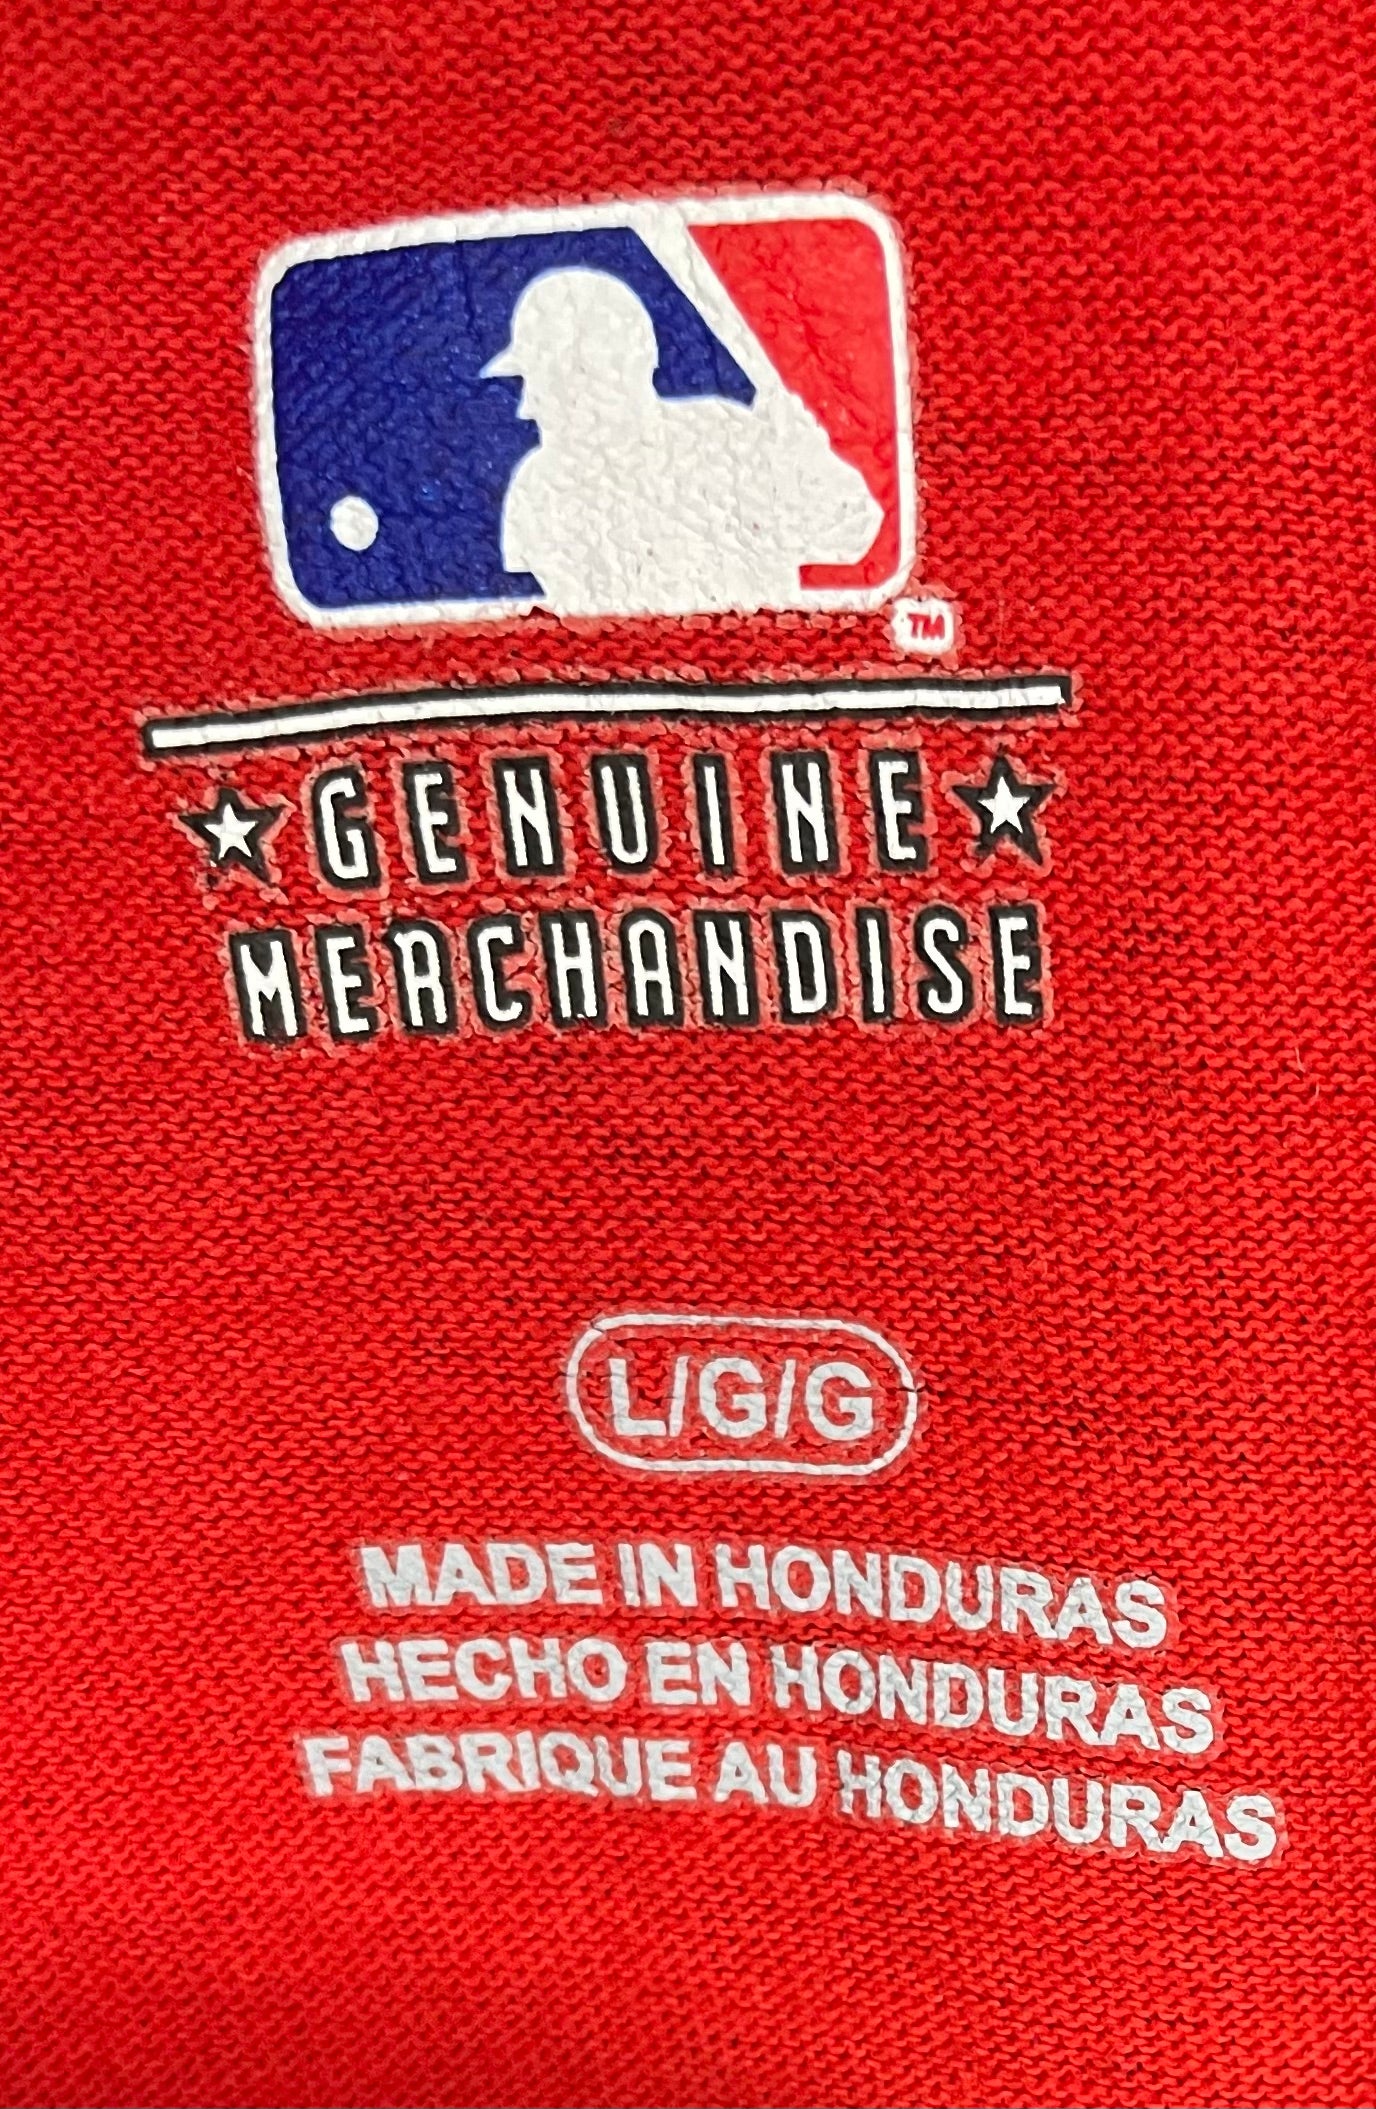 TM
GENUINE
MERCHANDISE
L/G/G
MADE IN HONDURAS
HECHO EN HONDURAS
FABRIQUE AU HONDURAS